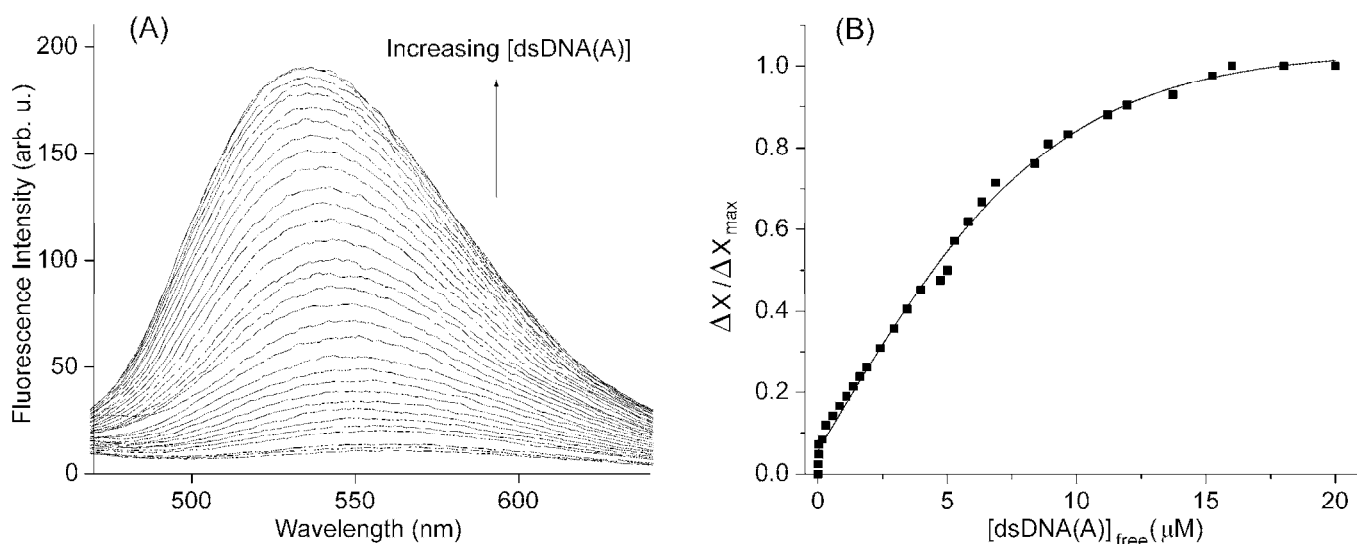 (A)
Increasing [dsDNA(A)]
Fluorescence Intensity (arb. u.)
200
150
100
50
0
500
550
600
Wavelength (nm)
(B)
ΔX / ΔX_max
1.0
0.8
0.6
0.4
0.2
0.0
0
5
10
15
20
[dsDNA(A)]_free (μM)